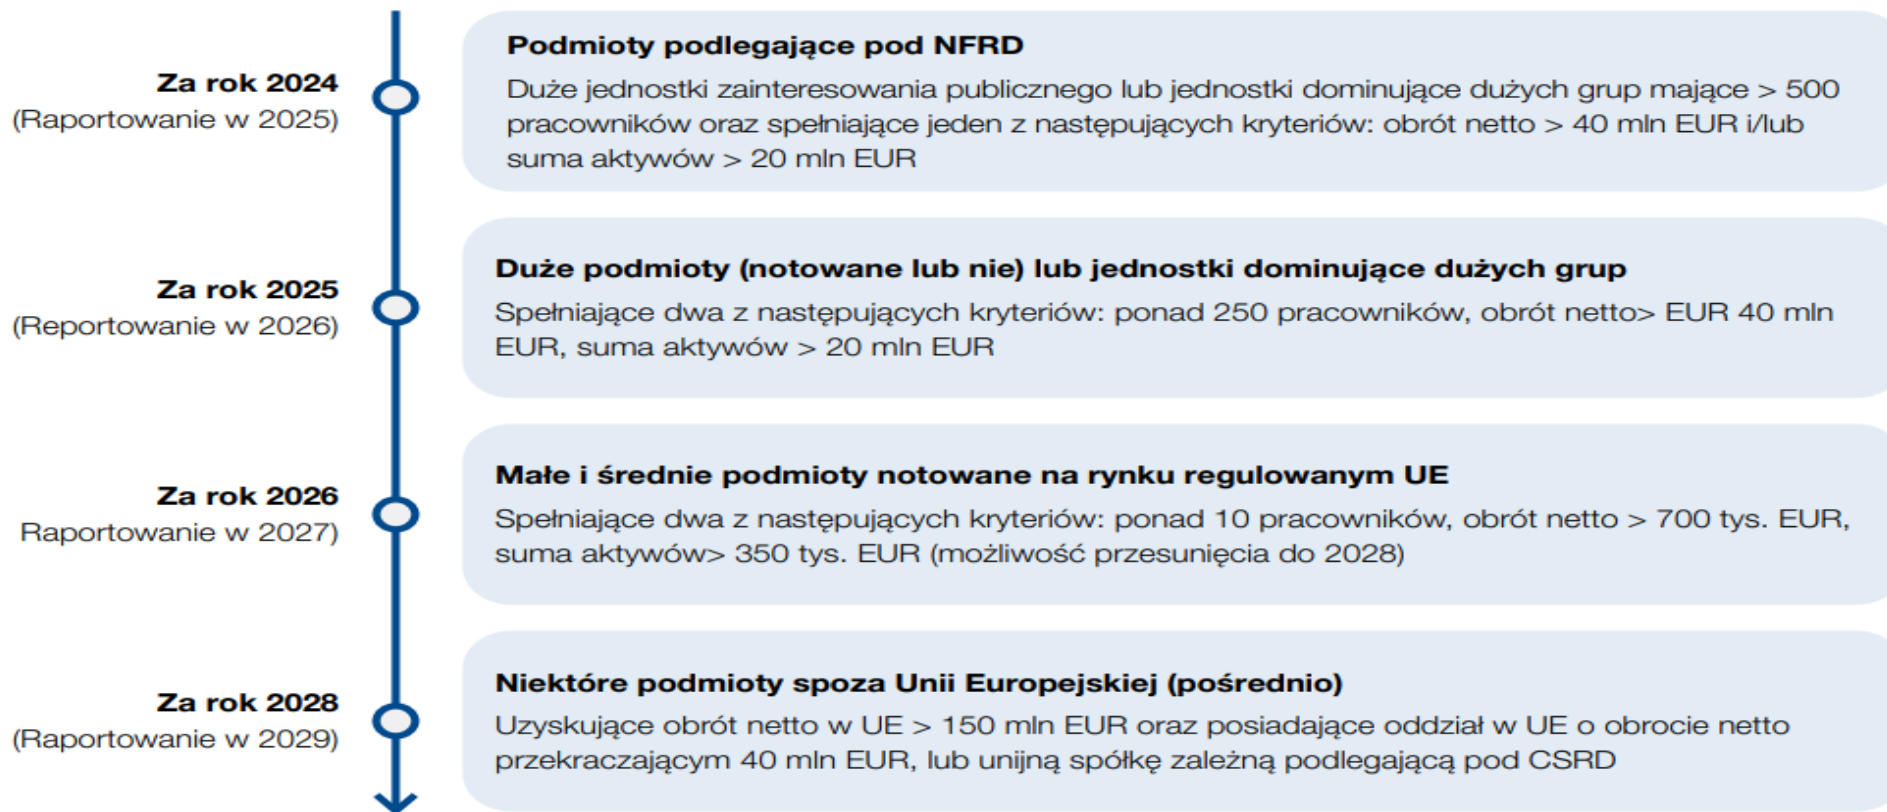 Za rok 2024
(Raportowanie w 2025)
Podmioty podlegające pod NFRD
Duże jednostki zainteresowania publicznego lub jednostki dominujące dużych grup mające > 500
pracowników oraz spełniające jeden z następujących kryteriów: obrót netto > 40 mln EUR i/lub
suma aktywów > 20 mln EUR
Za rok 2025
(Reportowanie w 2026)
Duże podmioty (notowane lub nie) lub jednostki dominujące dużych grup
Spełniające dwa z następujących kryteriów: ponad 250 pracowników, obrót netto> EUR 40 mln
EUR, suma aktywów > 20 mln EUR
Za rok 2026
Raportowanie w 2027)
Małe i średnie podmioty notowane na rynku regulowanym UE
Spełniające dwa z następujących kryteriów: ponad 10 pracowników, obrót netto > 700 tys. EUR,
suma aktywów> 350 tys. EUR (możliwość przesunięcia do 2028)
Za rok 2028
(Raportowanie w 2029)
Niektóre podmioty spoza Unii Europejskiej (pośrednio)
Uzyskujące obrót netto w UE > 150 mln EUR oraz posiadające oddział w UE o obrocie netto
przekraczającym 40 mln EUR, lub unijną spółkę zależną podlegającą pod CSRD